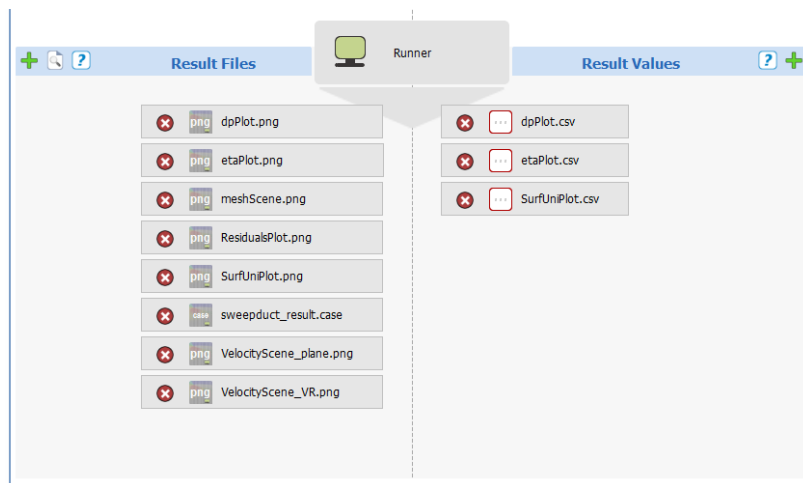 Runner
?
Result Files
Result Values
?
png dpPlot.png
png etaPlot.png
png meshScene.png
png ResidualsPlot.png
png SurfUniPlot.png
case sweepduct_result.case
png VelocityScene_plane.png
png VelocityScene_VR.png
... dpPlot.csv
... etaPlot.csv
... SurfUniPlot.csv